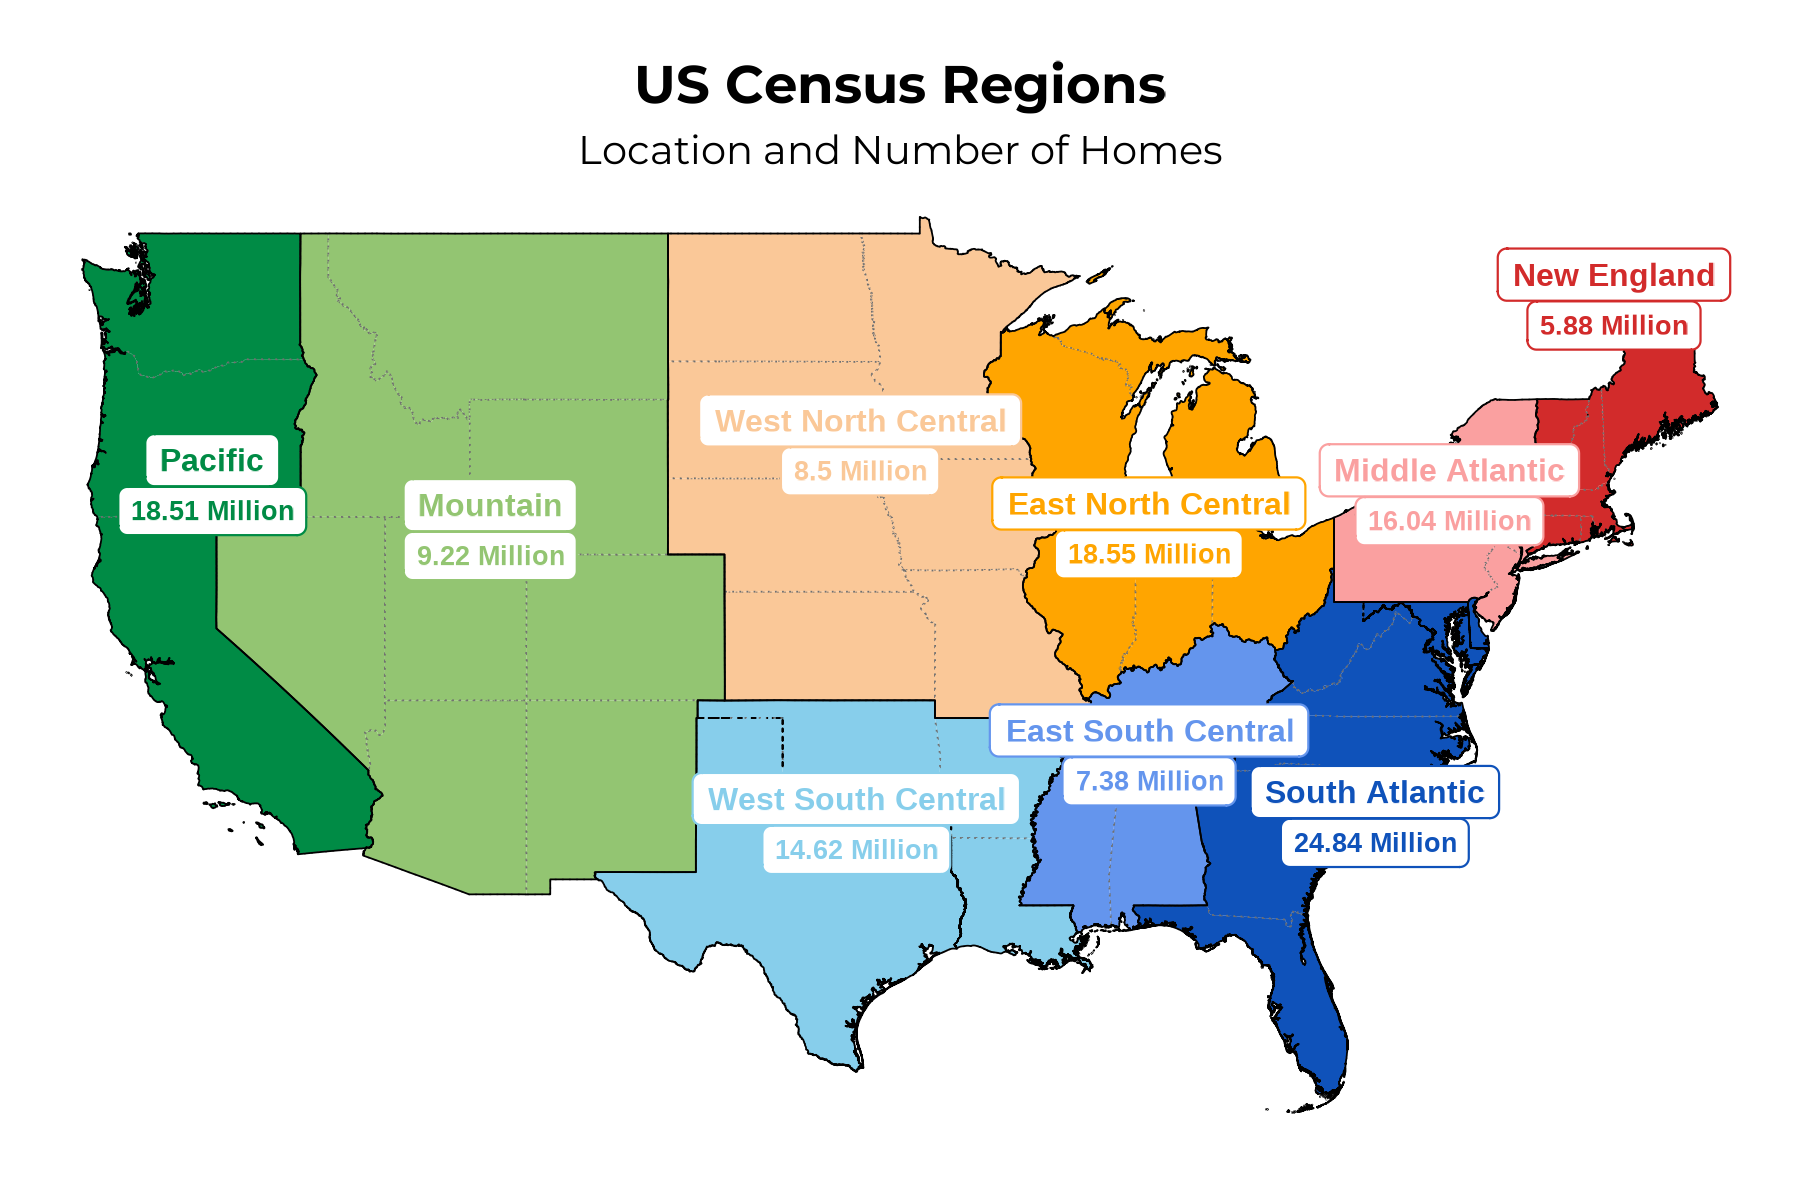 US Census Regions
Location and Number of Homes
New England
5.88 Million
West North Central
8.5 Million
Pacific
18.51 Million
Mountain
9.22 Million
East North Central
18.55 Million
Middle Atlantic
16.04 Million
East South Central
7.38 Million
West South Central
14.62 Million
South Atlantic
24.84 Million